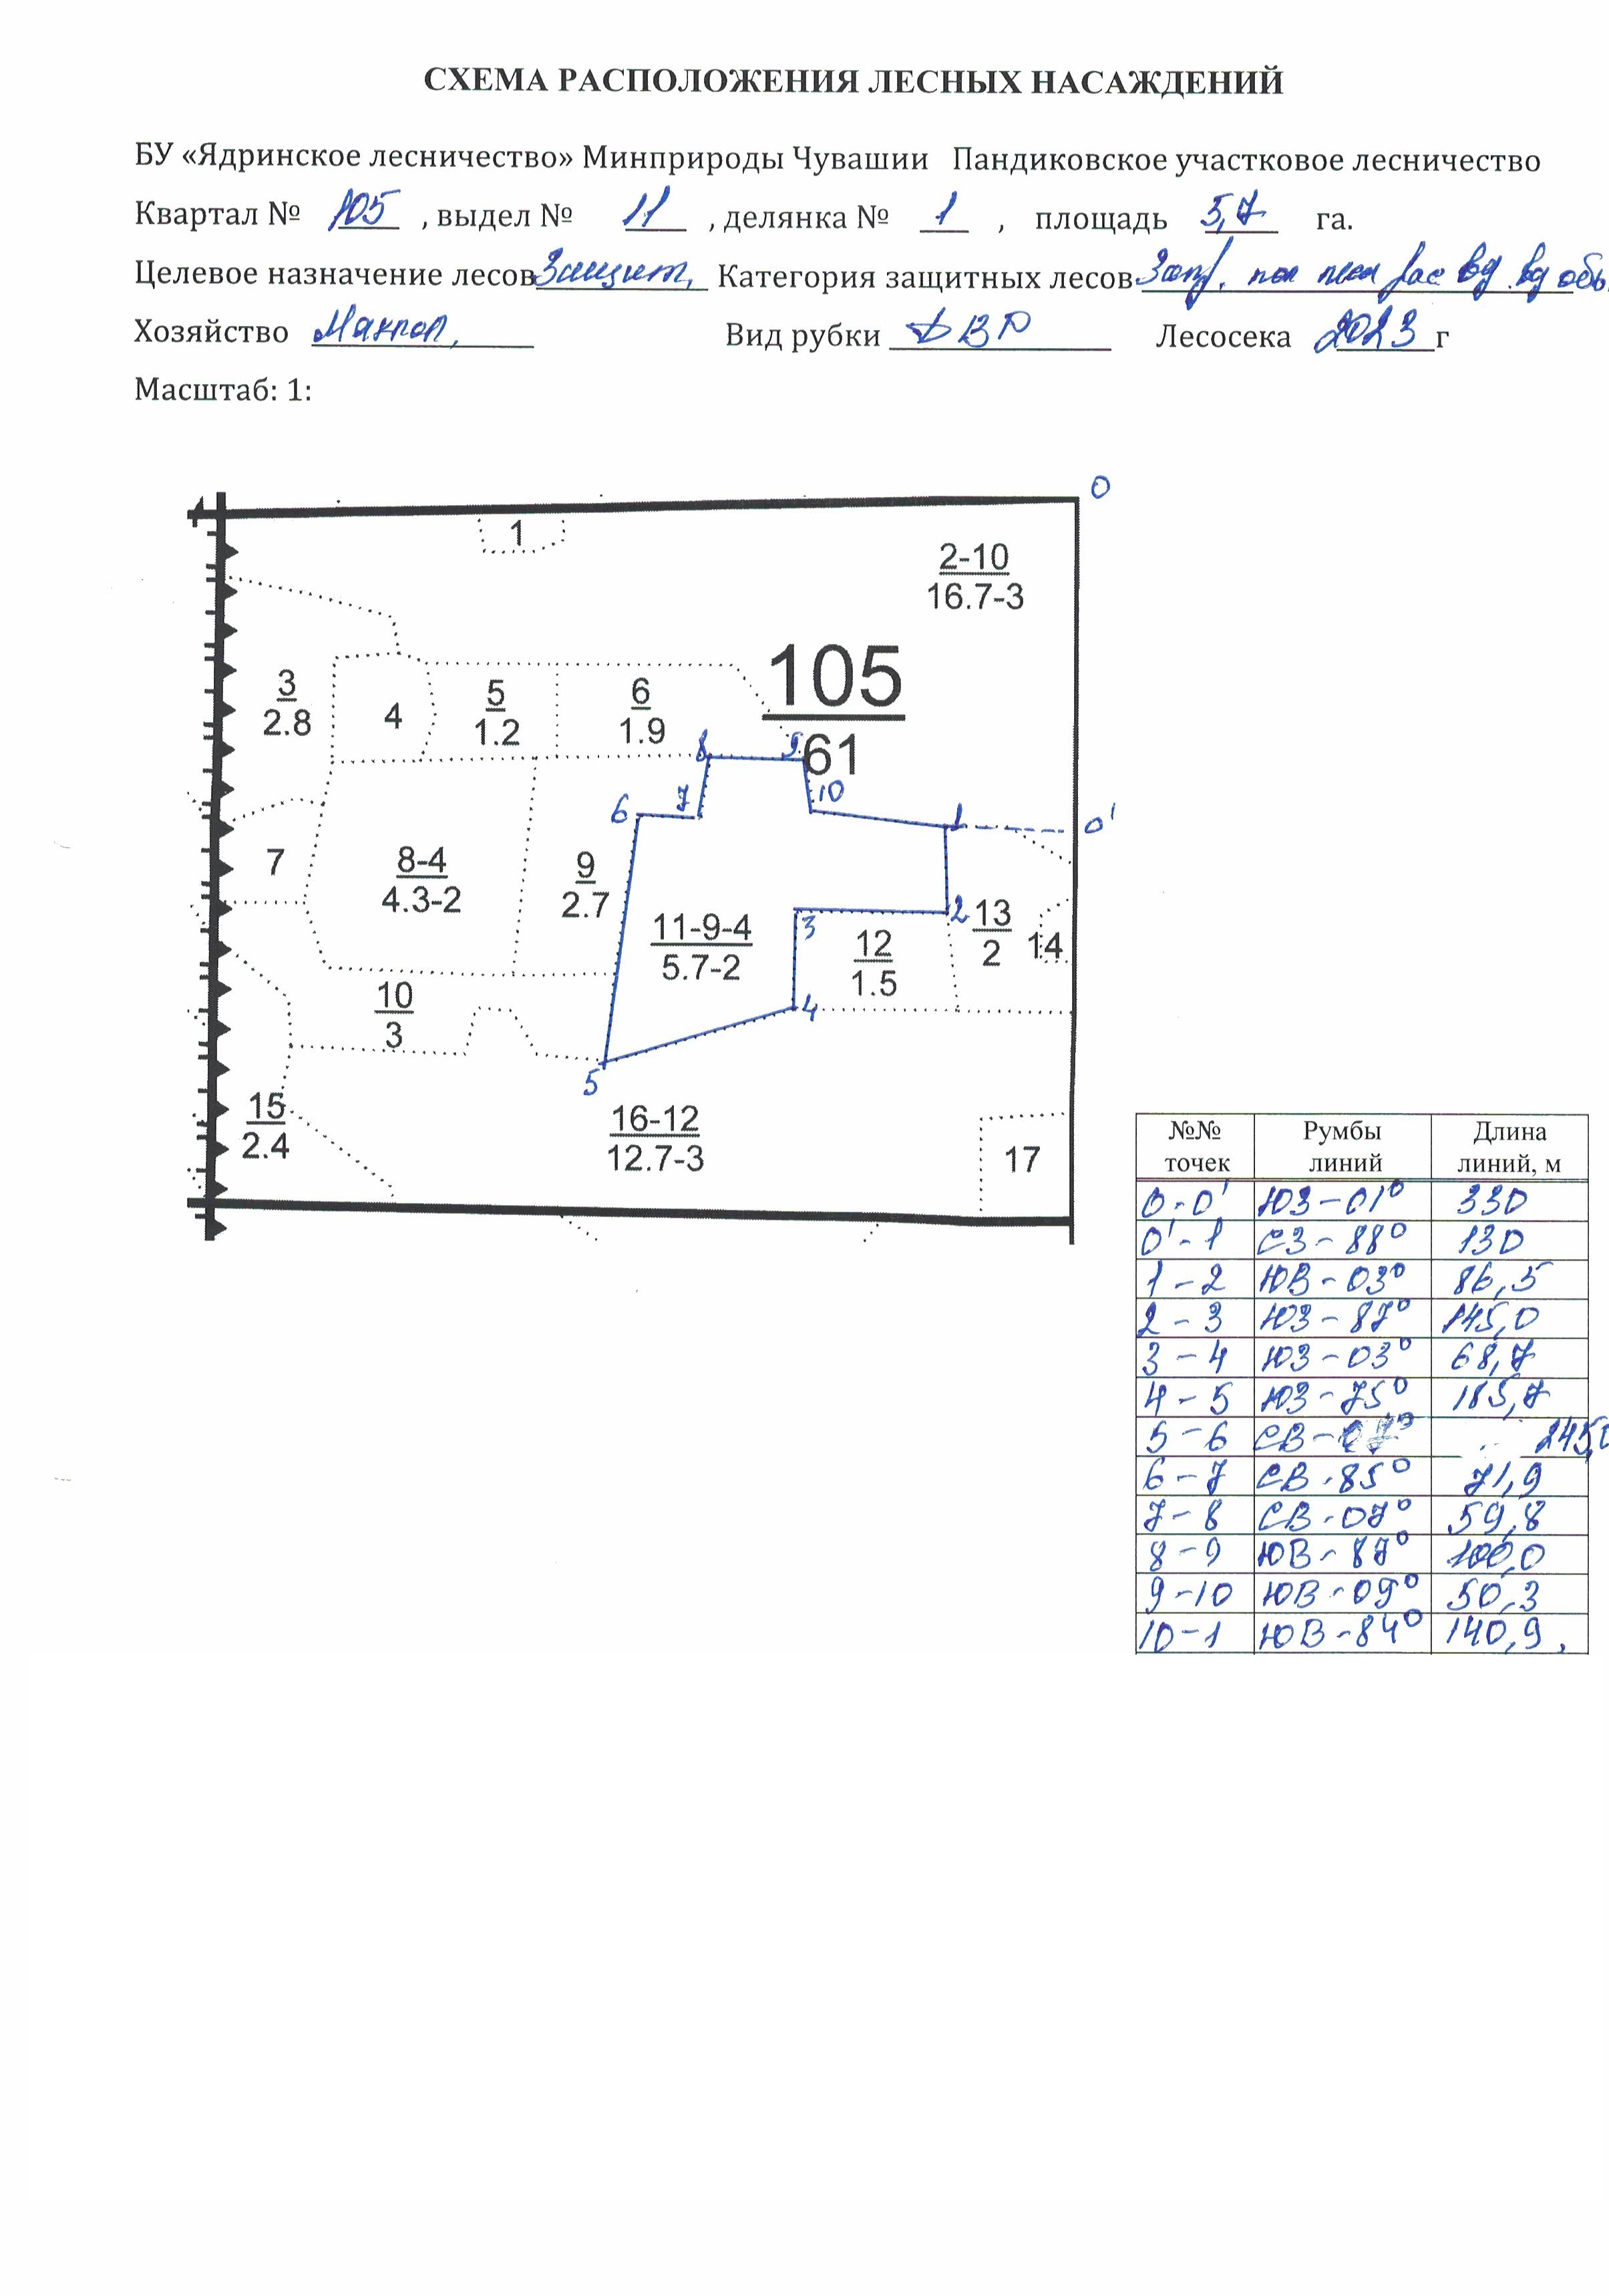 СХЕМА РАСПОЛОЖЕНИЯ ЛЕСНЫХ НАСАЖДЕНИЙ
БУ «Ядринское лесничество» Минприроды Чувашии Пандиковское участковое лесничество
Квартал № 105 , выдел № 11 , делянка № 1 , площадь 5,7 га.
Целевое назначение лесов Защит, Категория защитных лесов Зап,
Хозяйство Мягкол, Вид рубки ДВР Лесосека 2023 г
Масштаб: 1:
0
1
2-10
16.7-3
105
61
3
2.8
4
5
1.2
6
1.9
8
9
7
6
10
1
0'
7
8-4
4.3-2
9
2.7
11-9-4
5.7-2
3
2
12
1.5
13
2
14
10
3
4
5
15
2.4
16-12
12.7-3
17
№№ точек Румбы линий Длина линий, м
0-0' ЮЗ-01° 330
0'-1 СЗ-88° 130
1-2 ЮВ-03° 86,5
2-3 ЮЗ-87° 145,0
3-4 ЮЗ-03° 68,7
4-5 ЮЗ-75° 185,7
5-6 СВ-07° 245,0
6-7 СВ-85° 71,9
7-8 СВ-07° 59,8
8-9 ЮВ-87° 100,0
9-10 ЮВ-09° 50,3
10-1 ЮВ-84° 140,9,